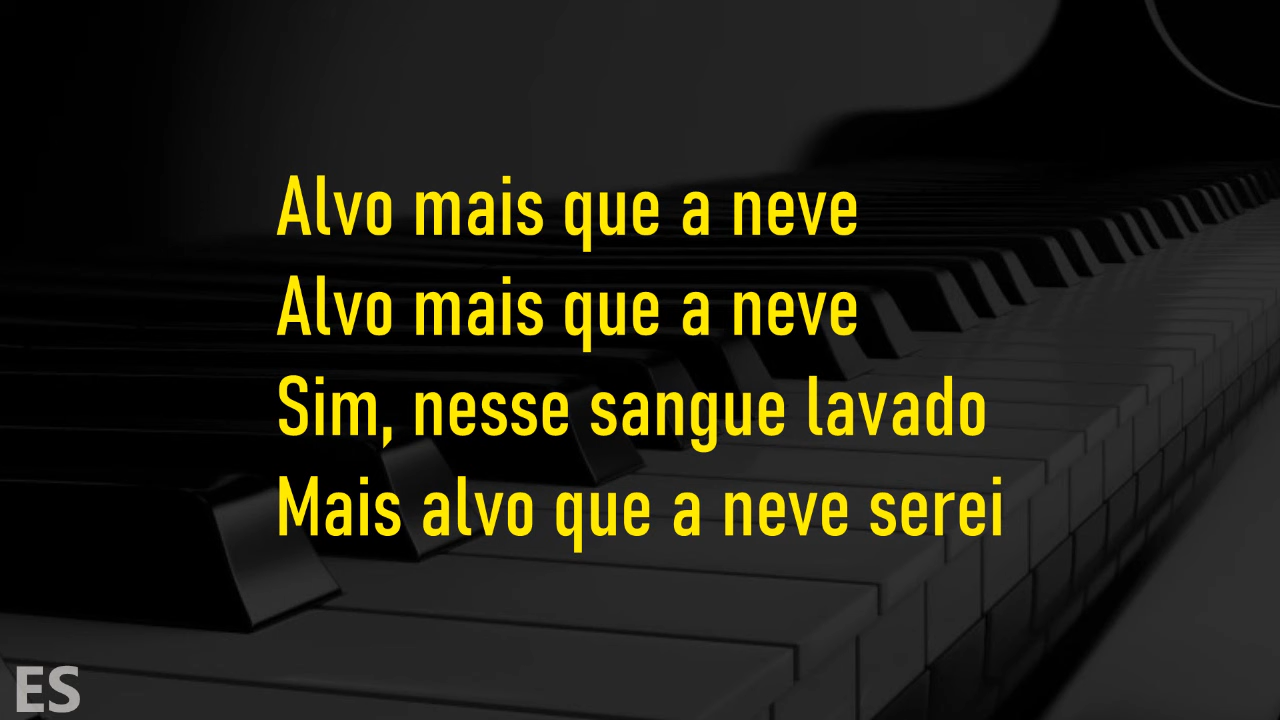 Alvo mais que a neve
Alvo mais que a neve
Sim, nesse sangue lavado
Mais alvo que a neve serei
ES